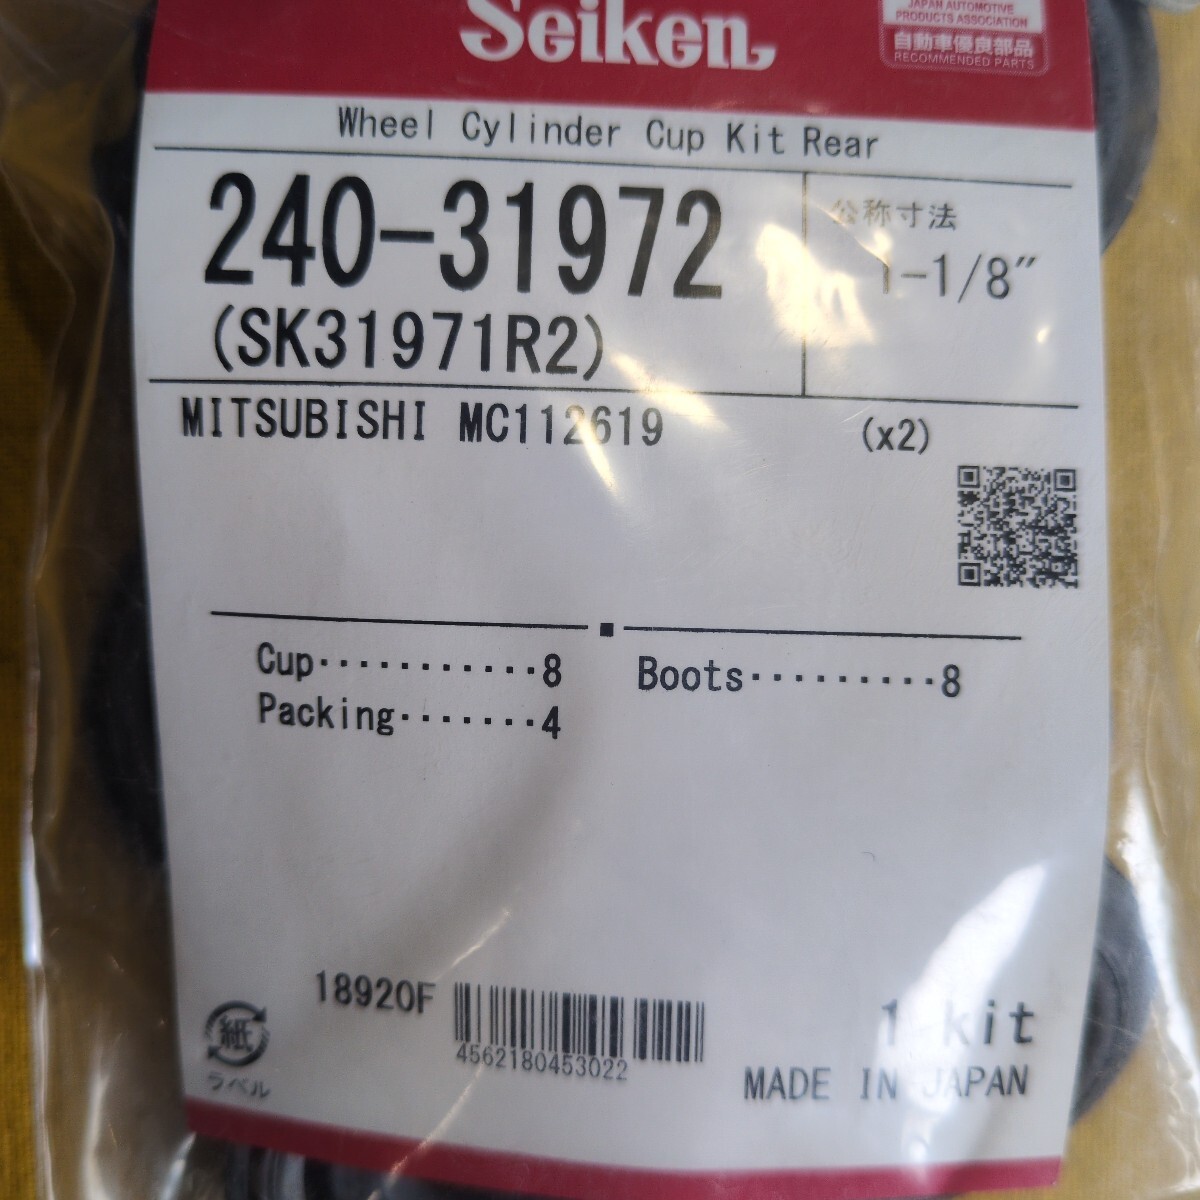 Seiken
JAPAN AUTOMOTIVE
PRODUCTS ASSOCIATION
自動車優良部品
RECOMMENDED PARTS
Wheel Cylinder Cup Kit Rear
240-31972
(SK31971R2)
公称寸法
1-1/8"
MITSUBISHI MC112619 (x2)
Cup···········8
Boots·········8
Packing·······4
18920F
4562180453022
紙
ラベル
1 kit
MADE IN JAPAN